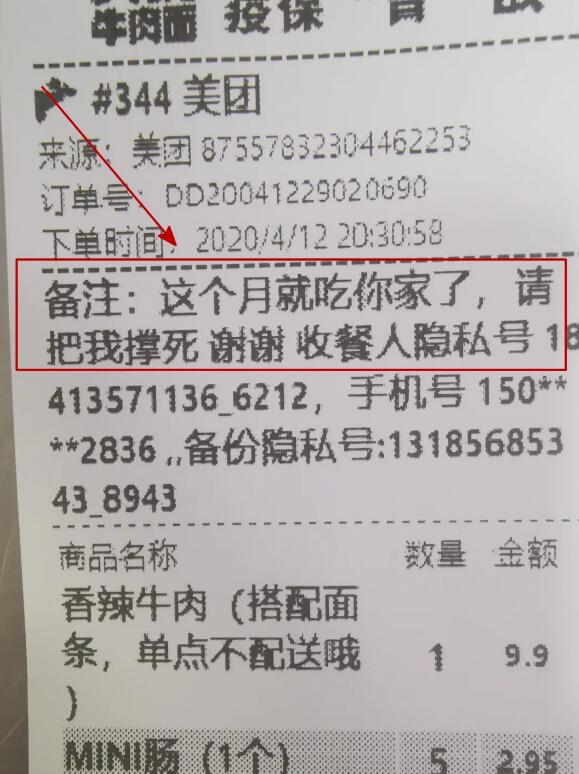 牛肉面
#344 美团
来源：美团 87557832304462253
订单号：DD20041229020690
下单时间：2020/4/12 20:30:58
备注：这个月就吃你家了，请
把我撑死 谢谢 收餐人隐私号 18
413571136_6212，手机号 150**
**2836 ,,备份隐私号:131856853
43_8943
商品名称 数量 金额
香辣牛肉（搭配面
条，单点不配送哦 1 9.9
）
MINI肠（1个） 5 2.95